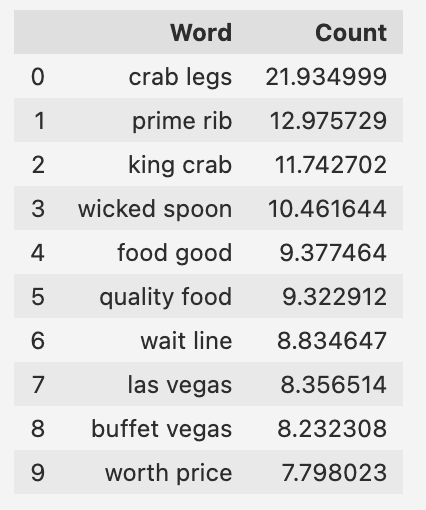 Word Count
0 crab legs 21.934999
1 prime rib 12.975729
2 king crab 11.742702
3 wicked spoon 10.461644
4 food good 9.377464
5 quality food 9.322912
6 wait line 8.834647
7 las vegas 8.356514
8 buffet vegas 8.232308
9 worth price 7.798023